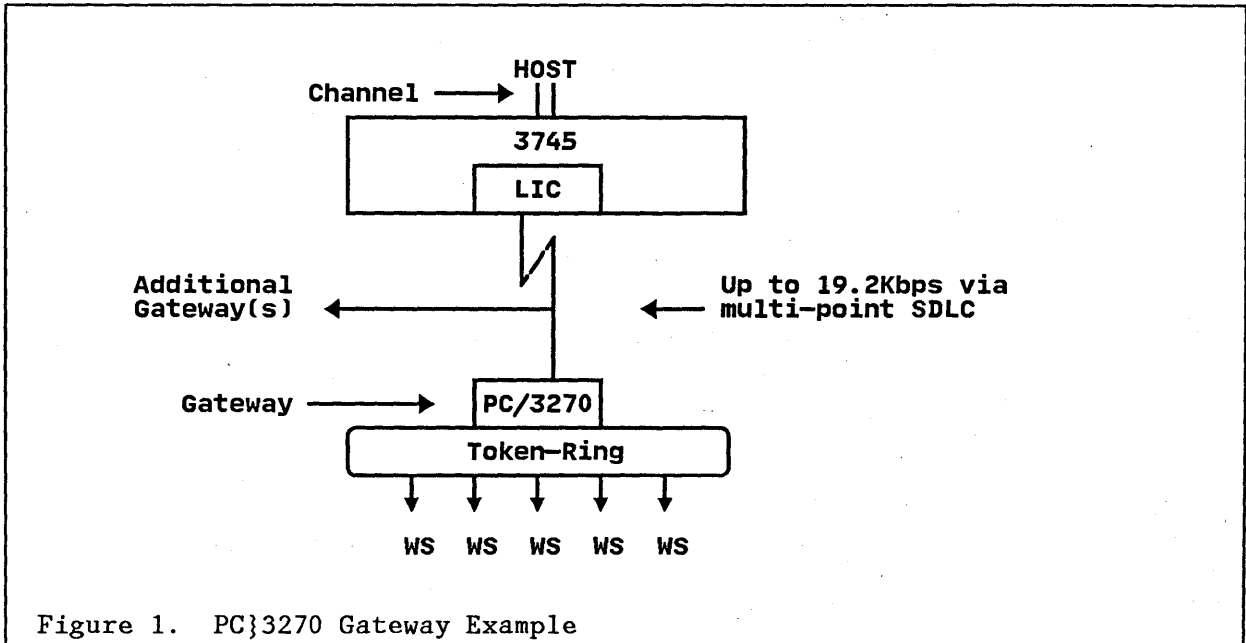 HOST
Channel
3745
LIC
Additional
Gateway(s)
Up to 19.2Kbps via
multi-point SDLC
Gateway
PC/3270
Token-Ring
WS WS WS WS WS
Figure 1. PC}3270 Gateway Example